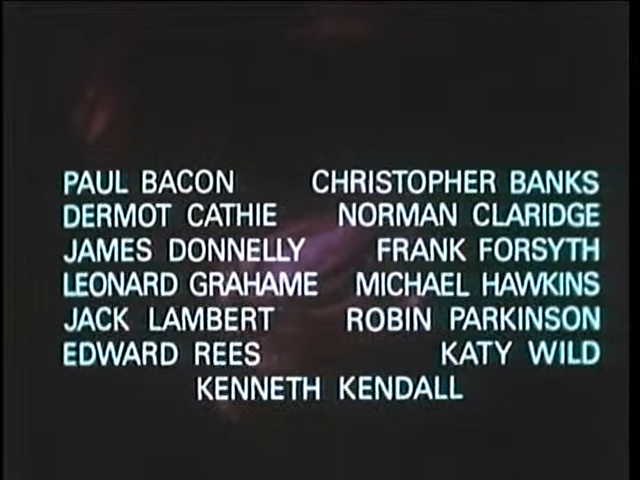 PAUL BACON CHRISTOPHER BANKS
DERMOT CATHIE NORMAN CLARIDGE
JAMES DONNELLY FRANK FORSYTH
LEONARD GRAHAME MICHAEL HAWKINS
JACK LAMBERT ROBIN PARKINSON
EDWARD REES KATY WILD
KENNETH KENDALL